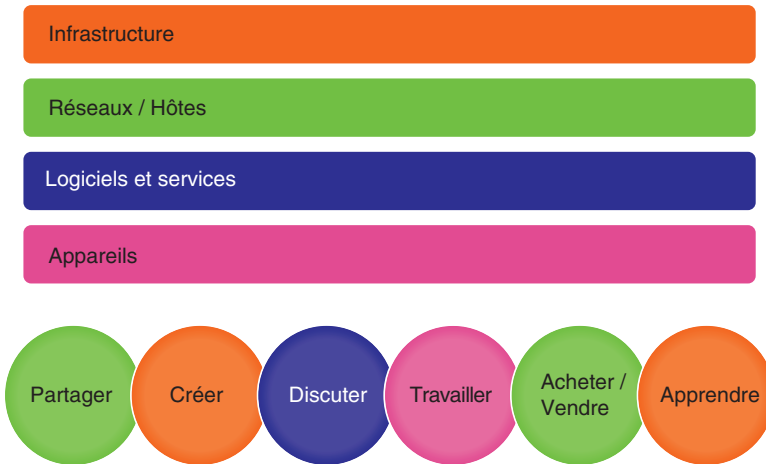 Infrastructure
Réseaux / Hôtes
Logiciels et services
Appareils
Partager
Créer
Discuter
Travailler
Acheter /
Vendre
Apprendre